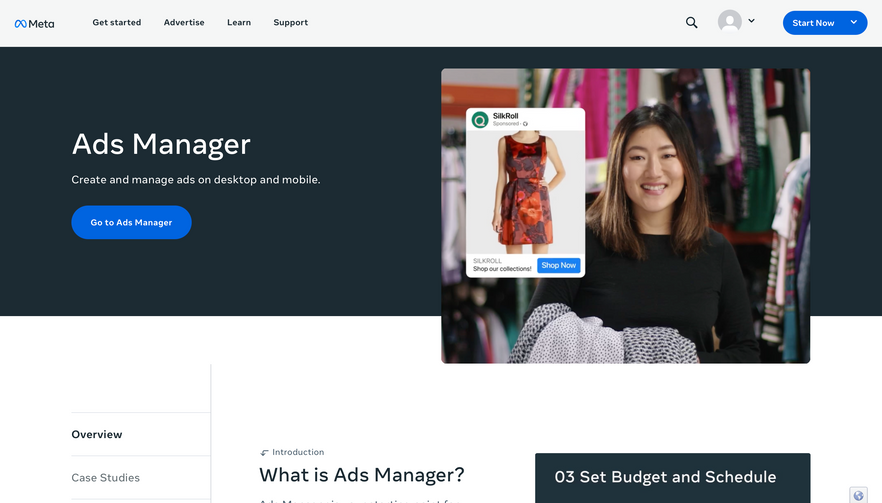 Meta
Get started
Advertise
Learn
Support
Start Now
Ads Manager
Create and manage ads on desktop and mobile.
Go to Ads Manager
SilkRoll
Sponsored ·
SILKROLL
Shop our collections!
Shop Now
Overview
Case Studies
Introduction
What is Ads Manager?
03 Set Budget and Schedule